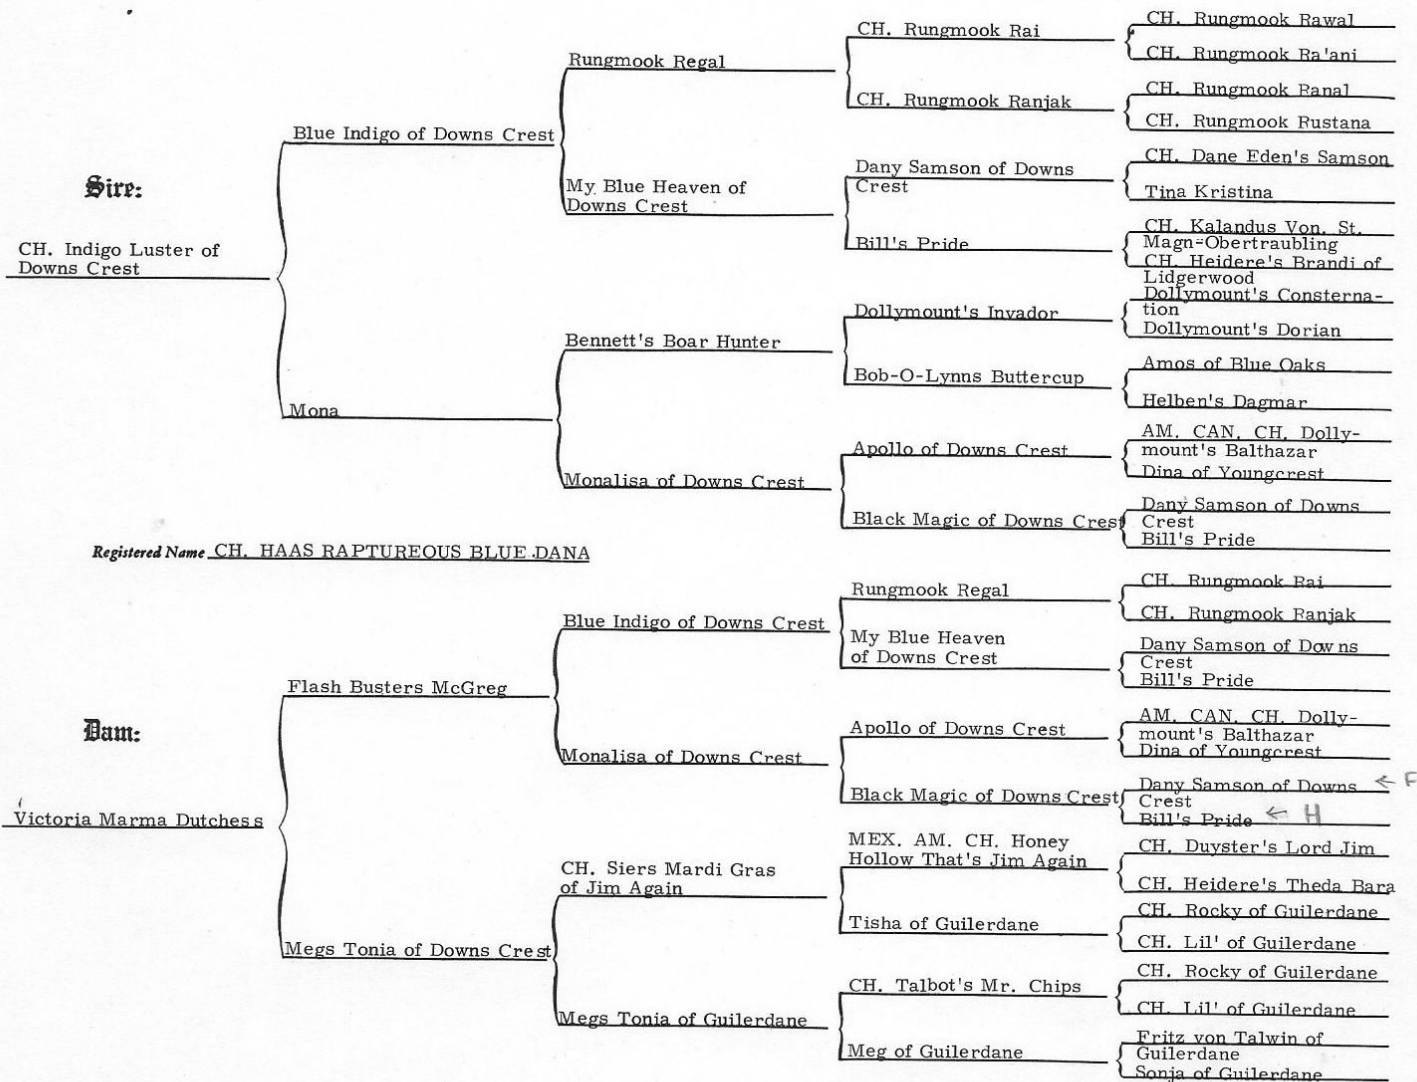 CH. Rungmook Rawal
CH. Rungmook Rai
CH. Rungmook Ra'ani
Rungmook Regal
CH. Rungmook Ranal
CH. Rungmook Ranjak
CH. Rungmook Rustana
Blue Indigo of Downs Crest
CH. Dane Eden's Samson
Dany Samson of Downs
Crest
Tina Kristina
My Blue Heaven of
Downs Crest
CH. Kalandus Von. St.
Magn-Obertraubling
Bill's Pride
CH. Heidere's Brandi of
Lidgerwood
Sire:
CH. Indigo Luster of
Downs Crest
Dollymount's Consterna-
tion
Dollymount's Invador
Dollymount's Dorian
Bennett's Boar Hunter
Amos of Blue Oaks
Bob-O-Lynns Buttercup
Helben's Dagmar
Mona
AM. CAN. CH. Dolly-
mount's Balthazar
Apollo of Downs Crest
Dina of Youngcrest
Monalisa of Downs Crest
Dany Samson of Downs
Crest
Black Magic of Downs Crest
Bill's Pride
Registered Name CH. HAAS RAPTUREOUS BLUE DANA
CH. Rungmook Rai
Rungmook Regal
CH. Rungmook Ranjak
Blue Indigo of Downs Crest
My Blue Heaven
of Downs Crest
Dany Samson of Downs
Crest
Bill's Pride
Flash Busters McGreg
AM. CAN. CH. Dolly-
mount's Balthazar
Apollo of Downs Crest
Dina of Youngcrest
Monalisa of Downs Crest
Dany Samson of Downs ← F
Crest
Black Magic of Downs Crest
Bill's Pride ← H
Dam:
Victoria Marma Dutchess
MEX. AM. CH. Honey
Hollow That's Jim Again
CH. Duyster's Lord Jim
CH. Heidere's Theda Bara
CH. Siers Mardi Gras
of Jim Again
CH. Rocky of Guilerdane
Tisha of Guilerdane
CH. Lil' of Guilerdane
Megs Tonia of Downs Crest
CH. Rocky of Guilerdane
CH. Talbot's Mr. Chips
CH. Lil' of Guilerdane
Megs Tonia of Guilerdane
Fritz von Talwin of
Guilerdane
Meg of Guilerdane
Sonja of Guilerdane